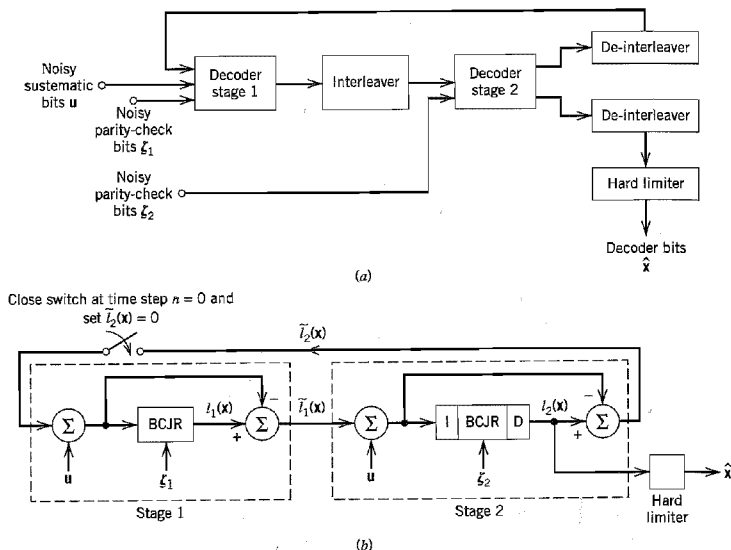 De-interleaver
Noisy
sustematic
bits u
Decoder
stage 1
Interleaver
Decoder
stage 2
Noisy
parity-check
bits ζ1
De-interleaver
Noisy
parity-check
bits ζ2
Hard limiter
Decoder bits
x̂
(a)
Close switch at time step n = 0 and
set l̃2(x) = 0
l̃2(x)
Σ
BCJR
l1(x)
−
+
Σ
l̃1(x)
Σ
I
BCJR
D
l2(x)
−
+
Σ
u
ζ1
u
ζ2
x̂
Stage 1
Stage 2
Hard
limiter
(b)